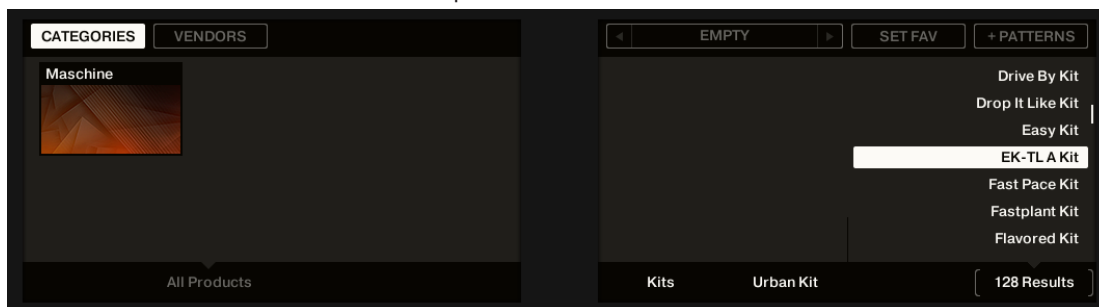 CATEGORIES VENDORS
Maschine
All Products
EMPTY SET FAV + PATTERNS
Drive By Kit
Drop It Like Kit
Easy Kit
EK-TL A Kit
Fast Pace Kit
Fastplant Kit
Flavored Kit
Kits Urban Kit 128 Results